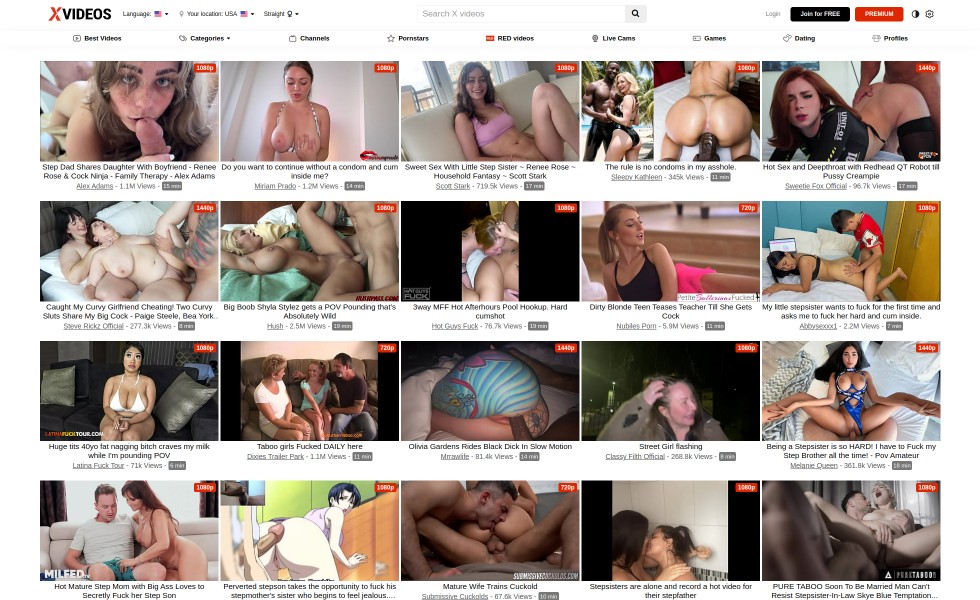 XVIDEOS Language: Your location: USA Straight Search X videos Login Join for FREE PREMIUM
Best Videos Categories Channels Pornstars RED videos Live Cams Games Dating Profiles
1080p 1080p 1080p 1080p 1440p
Step Dad Shares Daughter With Boyfriend - Renee
Rose & Cock Ninja - Family Therapy - Alex Adams
Alex Adams - 1.1M Views - 15 min
Do you want to continue without a condom and cum
inside me?
Miriam Prado - 1.2M Views - 14 min
Sweet Sex With Little Step Sister ~ Renee Rose ~
Household Fantasy ~ Scott Stark
Scott Stark - 719.5k Views - 17 min
The rule is no condoms in my asshole.
Sleepy Kathleen - 345k Views - 11 min
Hot Sex and Deepthroat with Redhead QT Robot till
Pussy Creampie
Sweetie Fox Official - 96.7k Views - 17 min
1440p 1080p 1080p 720p 1080p
HOT GUYS
FUCK
Petite Ballerinas Fucked
Caught My Curvy Girlfriend Cheating! Two Curvy
Sluts Share My Big Cock - Paige Steele, Bea York..
Steve Rickz Official - 277.3k Views - 8 min
Big Boob Shyla Stylez gets a POV Pounding that's
Absolutely Wild
Hush - 2.5M Views - 19 min
3way MFF Hot Afterhours Pool Hookup. Hard
cumshot
Hot Guys Fuck - 76.7k Views - 19 min
Dirty Blonde Teen Teases Teacher Till She Gets
Cock
Nubiles Porn - 5.9M Views - 11 min
My little stepsister wants to fuck for the first time and
asks me to fuck her hard and cum inside.
Abbysexxx1 - 2.2M Views - 7 min
1080p 720p 1440p 1080p 1440p
LATINAFUCKTOUR.COM
Huge tits 40yo fat nagging bitch craves my milk
while I'm pounding POV
Latina Fuck Tour - 71k Views - 6 min
Taboo girls Fucked DAILY here
Dixies Trailer Park - 1.1M Views - 11 min
Olivia Gardens Rides Black Dick In Slow Motion
Mrrawlife - 81.4k Views - 14 min
Street Girl flashing
Classy Filth Official - 268.8k Views - 8 min
Being a Stepsister is so HARD! I have to Fuck my
Step Brother all the time! - Pov Amateur
Melanie Queen - 361.8k Views - 18 min
1080p 1080p 720p 1080p 1080p
MILFED
SUBMISSIVECUCKOLDS.COM
PURETABOO
Hot Mature Step Mom with Big Ass Loves to
Secretly Fuck her Step Son
Perverted stepson takes the opportunity to fuck his
stepmother's sister who begins to feel jealous....
Mature Wife Trains Cuckold
Submissive Cuckolds - 67.6k Views - 10 min
Stepsisters are alone and record a hot video for
their stepfather
PURE TABOO Soon To Be Married Man Can't
Resist Stepsister-In-Law Skye Blue Temptation...